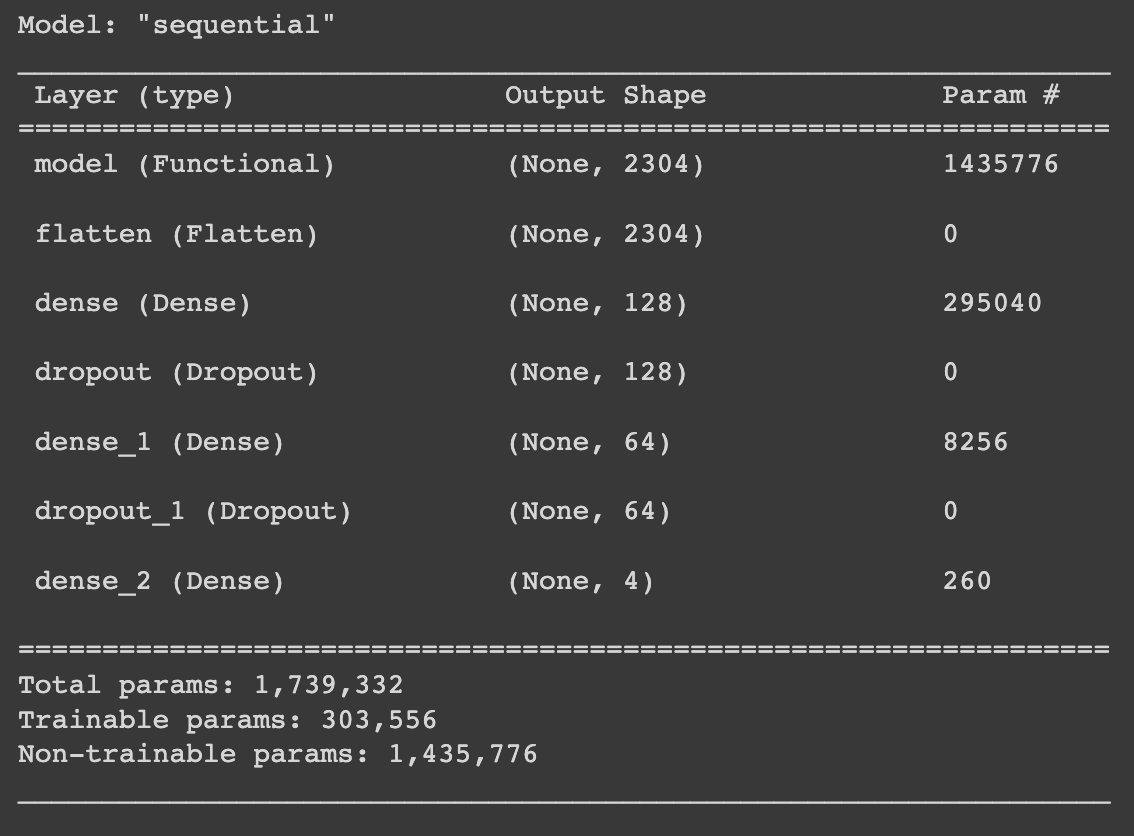 Model: "sequential"
Layer (type) Output Shape Param #
=================================================================
model (Functional) (None, 2304) 1435776
flatten (Flatten) (None, 2304) 0
dense (Dense) (None, 128) 295040
dropout (Dropout) (None, 128) 0
dense_1 (Dense) (None, 64) 8256
dropout_1 (Dropout) (None, 64) 0
dense_2 (Dense) (None, 4) 260
=================================================================
Total params: 1,739,332
Trainable params: 303,556
Non-trainable params: 1,435,776